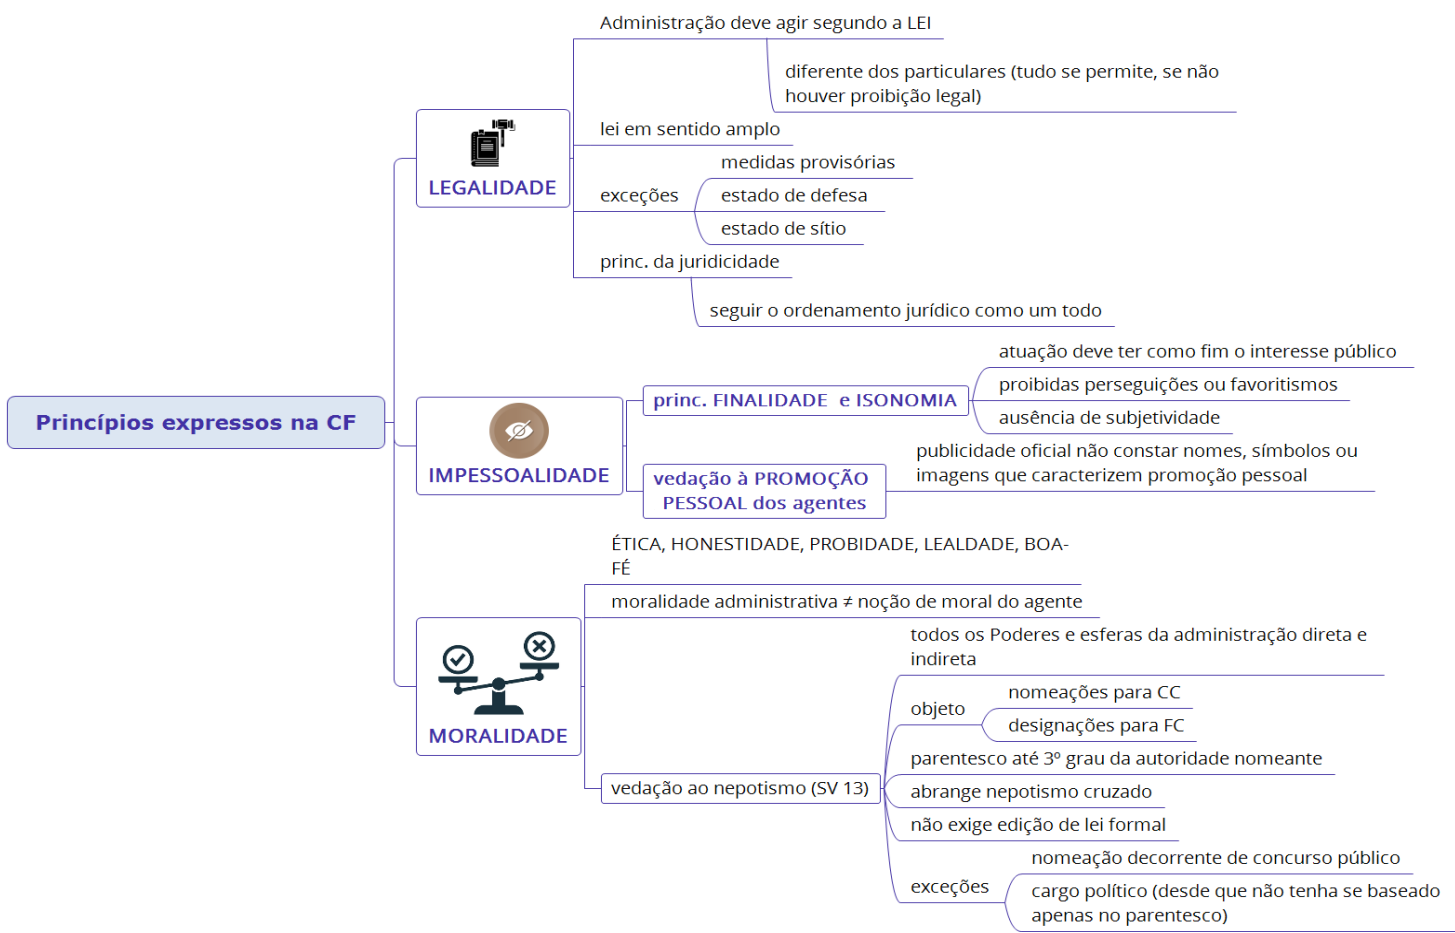 Princípios expressos na CF
LEGALIDADE
Administração deve agir segundo a LEI
diferente dos particulares (tudo se permite, se não
houver proibição legal)
lei em sentido amplo
exceções
medidas provisórias
estado de defesa
estado de sítio
princ. da juridicidade
seguir o ordenamento jurídico como um todo
IMPESSOALIDADE
princ. FINALIDADE e ISONOMIA
atuação deve ter como fim o interesse público
proibidas perseguições ou favoritismos
ausência de subjetividade
vedação à PROMOÇÃO
PESSOAL dos agentes
publicidade oficial não constar nomes, símbolos ou
imagens que caracterizem promoção pessoal
MORALIDADE
ÉTICA, HONESTIDADE, PROBIDADE, LEALDADE, BOA-
FÉ
moralidade administrativa ≠ noção de moral do agente
vedação ao nepotismo (SV 13)
todos os Poderes e esferas da administração direta e
indireta
objeto
nomeações para CC
designações para FC
parentesco até 3º grau da autoridade nomeante
abrange nepotismo cruzado
não exige edição de lei formal
exceções
nomeação decorrente de concurso público
cargo político (desde que não tenha se baseado
apenas no parentesco)